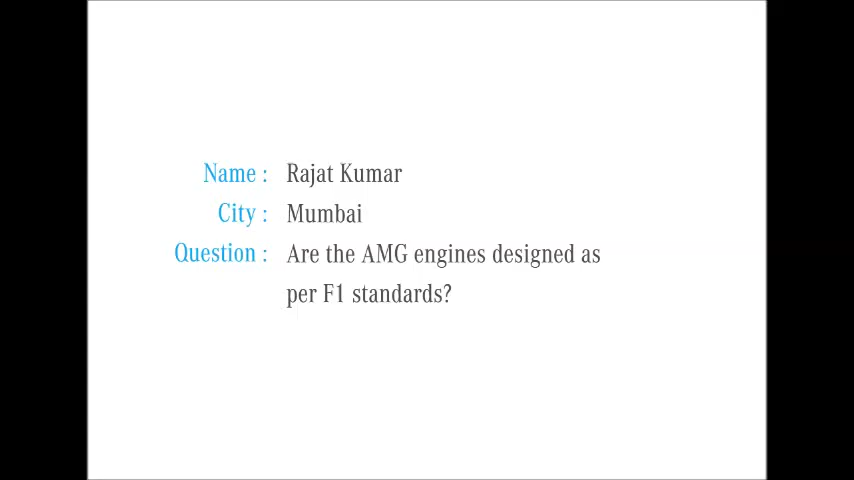 Name : Rajat Kumar
City : Mumbai
Question : Are the AMG engines designed as
per F1 standards?